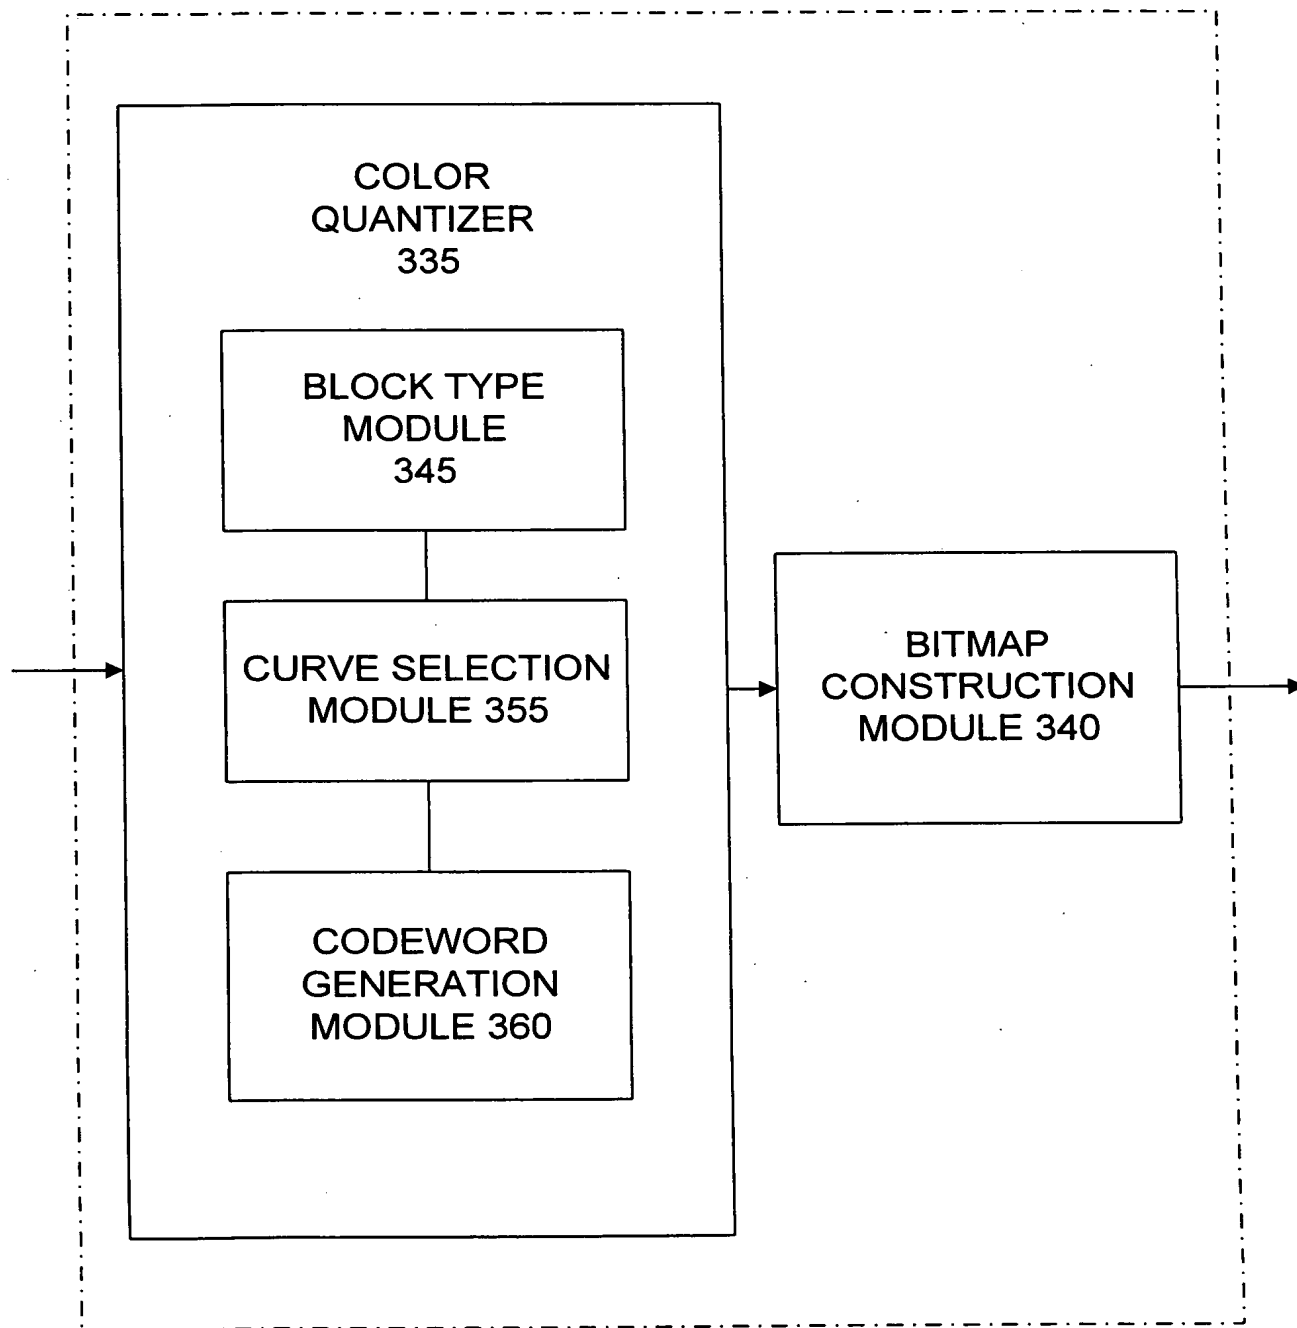 COLOR
QUANTIZER
335
BLOCK TYPE
MODULE
345
CURVE SELECTION
MODULE 355
CODEWORD
GENERATION
MODULE 360
BITMAP
CONSTRUCTION
MODULE 340